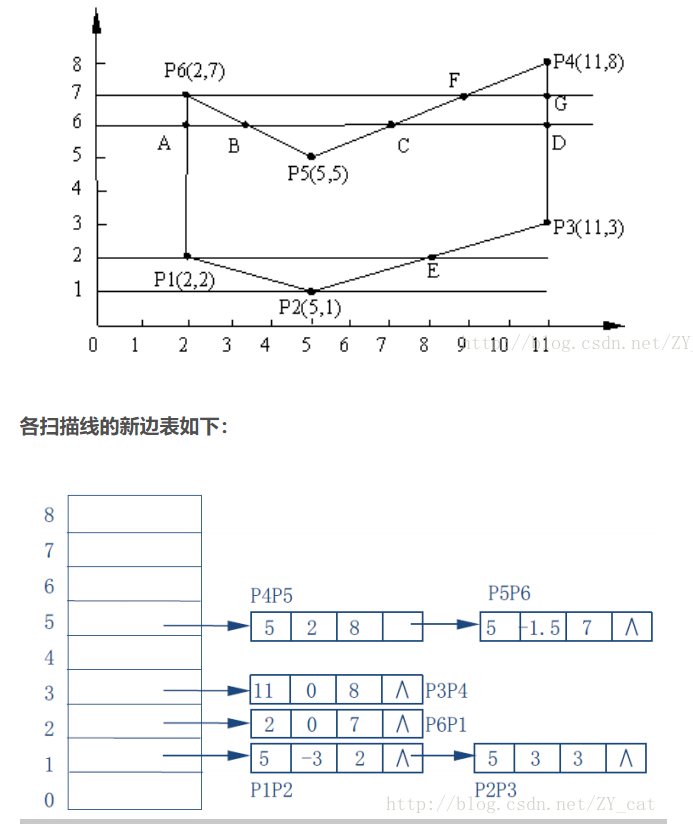 8
P6(2,7)
P4(11,8)
7
F
G
6
A
B
C
D
5
P5(5,5)
4
3
P3(11,3)
2
P1(2,2)
E
1
P2(5,1)
0 1 2 3 4 5 6 7 8 9 10 11
http://blog.csdn.net/ZY_
各扫描线的新边表如下：
8
7
6
P4P5
P5P6
5
5 2 8
5 -1.5 7 Λ
4
3
11 0 8 Λ P3P4
2
2 0 7 Λ P6P1
1
5 -3 2 Λ
5 3 3 Λ
0
P1P2
P2P3
http://blog.csdn.net/ZY_cat